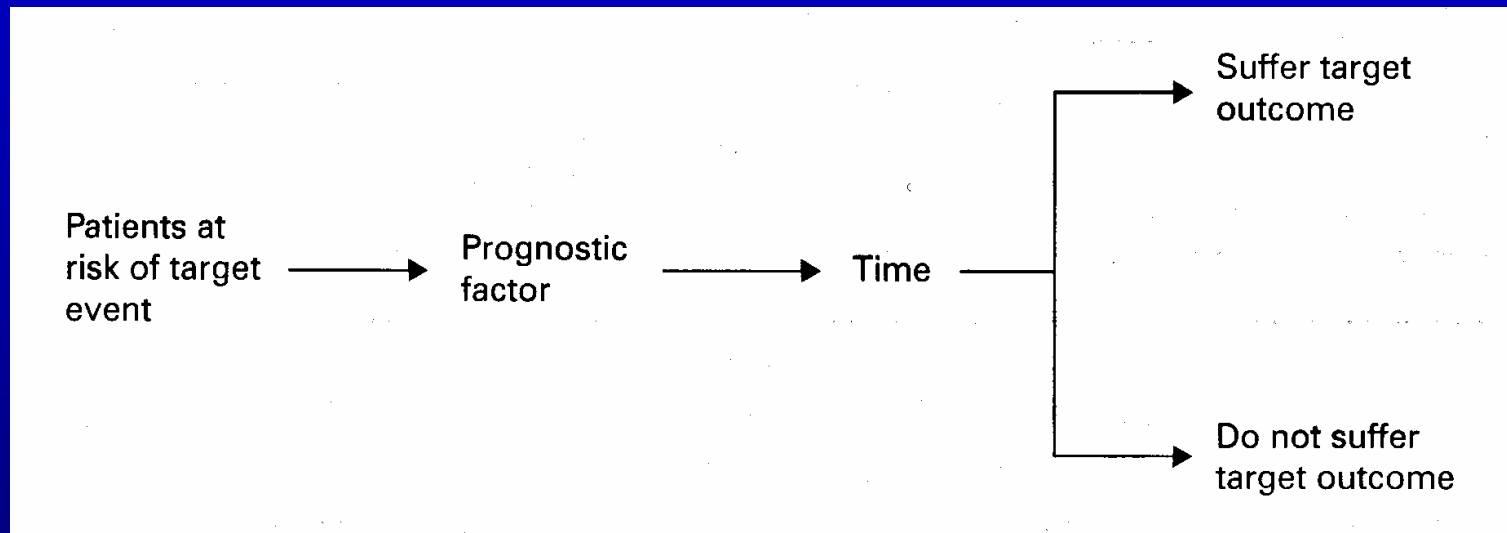 Patients at
risk of target
event
Prognostic
factor
Time
Suffer target
outcome
Do not suffer
target outcome